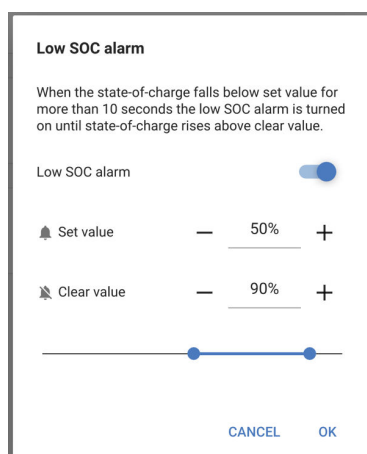 Low SOC alarm
When the state-of-charge falls below set value for
more than 10 seconds the low SOC alarm is turned
on until state-of-charge rises above clear value.
Low SOC alarm
Set value — 50% +
Clear value — 90% +
CANCEL OK